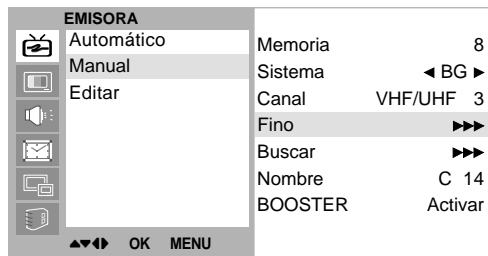 EMISORA
Automático
Manual
Editar
Memoria 8
Sistema ◄ BG ►
Canal VHF/UHF 3
Fino ►►►
Buscar ►►►
Nombre C 14
BOOSTER Activar
▲▼◄► OK MENU